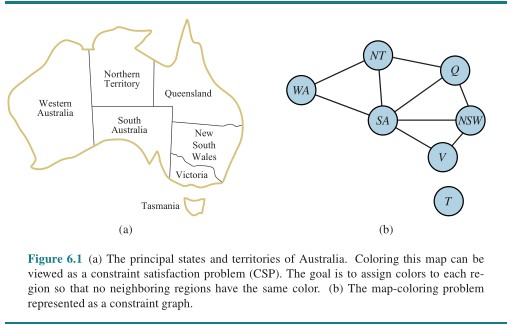 Northern
Territory
Western
Australia
Queensland
South
Australia
New
South
Wales
Victoria
Tasmania
(a)
NT
Q
WA
SA
NSW
V
T
(b)
Figure 6.1 (a) The principal states and territories of Australia. Coloring this map can be
viewed as a constraint satisfaction problem (CSP). The goal is to assign colors to each re-
gion so that no neighboring regions have the same color. (b) The map-coloring problem
represented as a constraint graph.